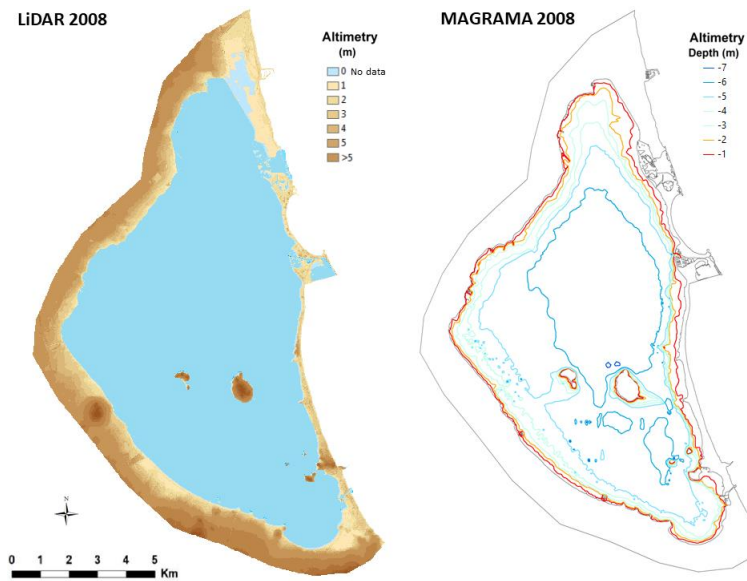 LiDAR 2008
Altimetry
(m)
0 No data
1
2
3
4
5
>5
N
0 1 2 3 4 5
Km
MAGRAMA 2008
Altimetry
Depth (m)
-7
-6
-5
-4
-3
-2
-1